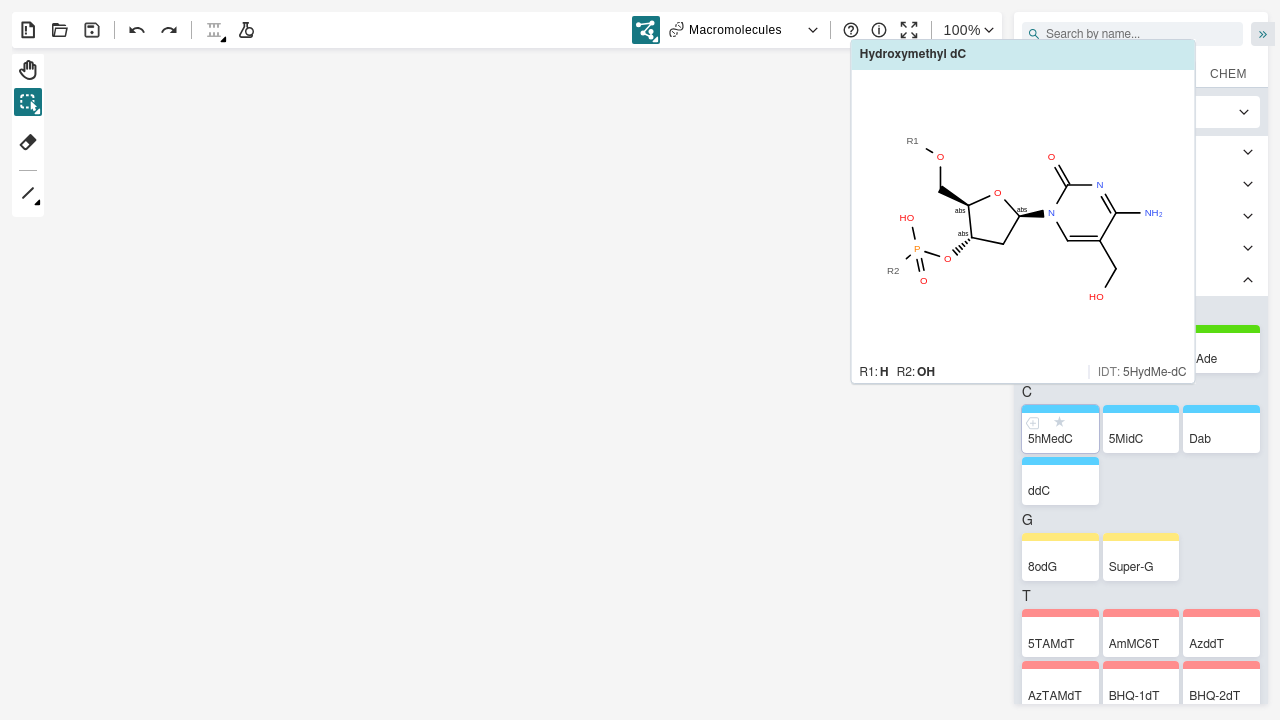 Macromolecules
100%
Search by name...
Hydroxymethyl dC
CHEM
R1
O
O
O
N
abs
abs
N
NH₂
HO
abs
P
O
R2
O
HO
R1: H R2: OH
IDT: 5HydMe-dC
Ade
C
5hMedC
5MidC
Dab
ddC
G
8odG
Super-G
T
5TAMdT
AmMC6T
AzddT
AzTAMdT
BHQ-1dT
BHQ-2dT